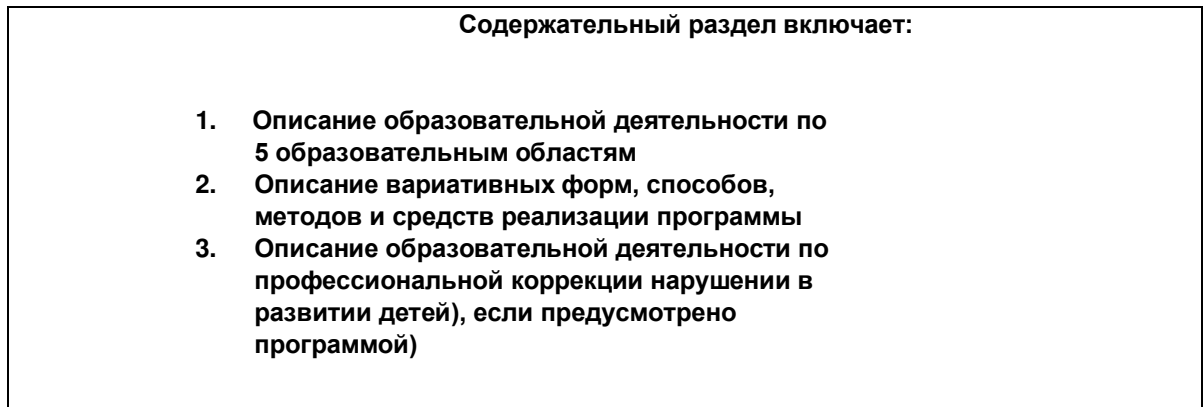 Содержательный раздел включает:
1. Описание образовательной деятельности по
5 образовательным областям
2. Описание вариативных форм, способов,
методов и средств реализации программы
3. Описание образовательной деятельности по
профессиональной коррекции нарушении в
развитии детей), если предусмотрено
программой)